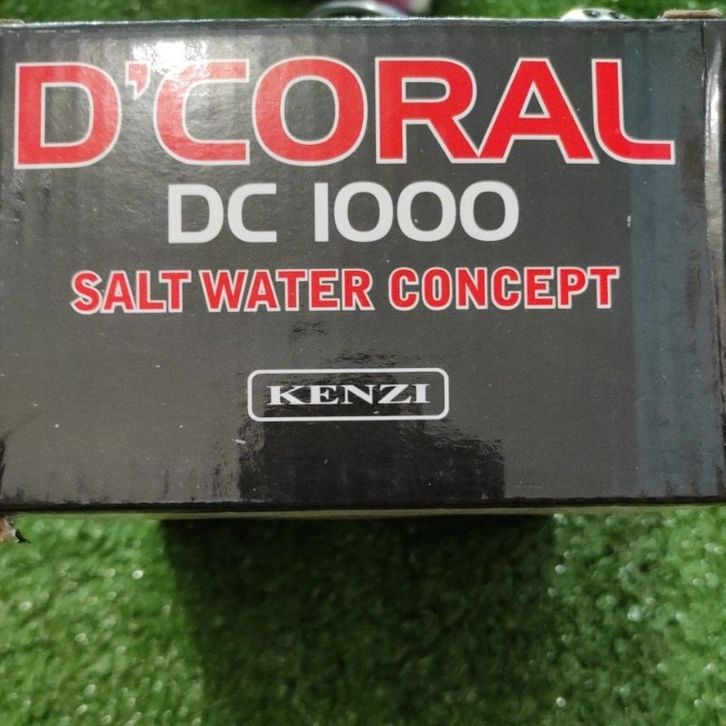 D'CORAL
DC 1000
SALT WATER CONCEPT
KENZI